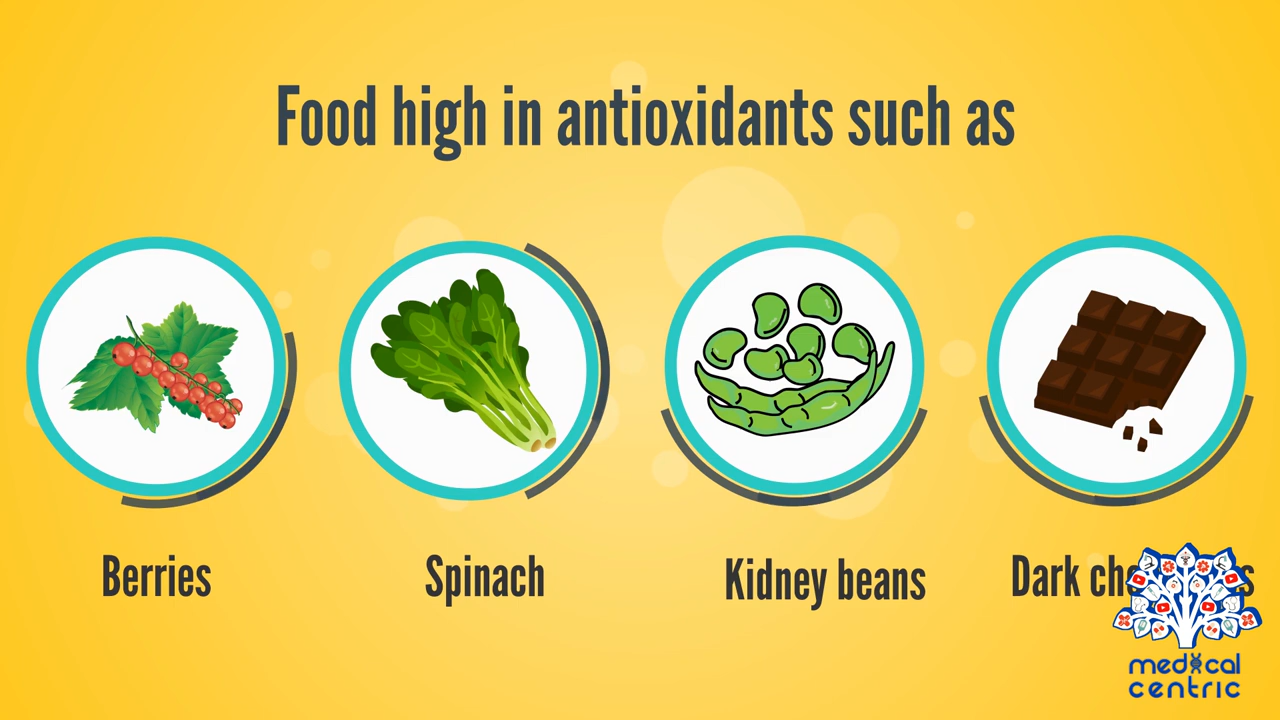 Food high in antioxidants such as
Berries
Spinach
Kidney beans
Dark
medical
centric